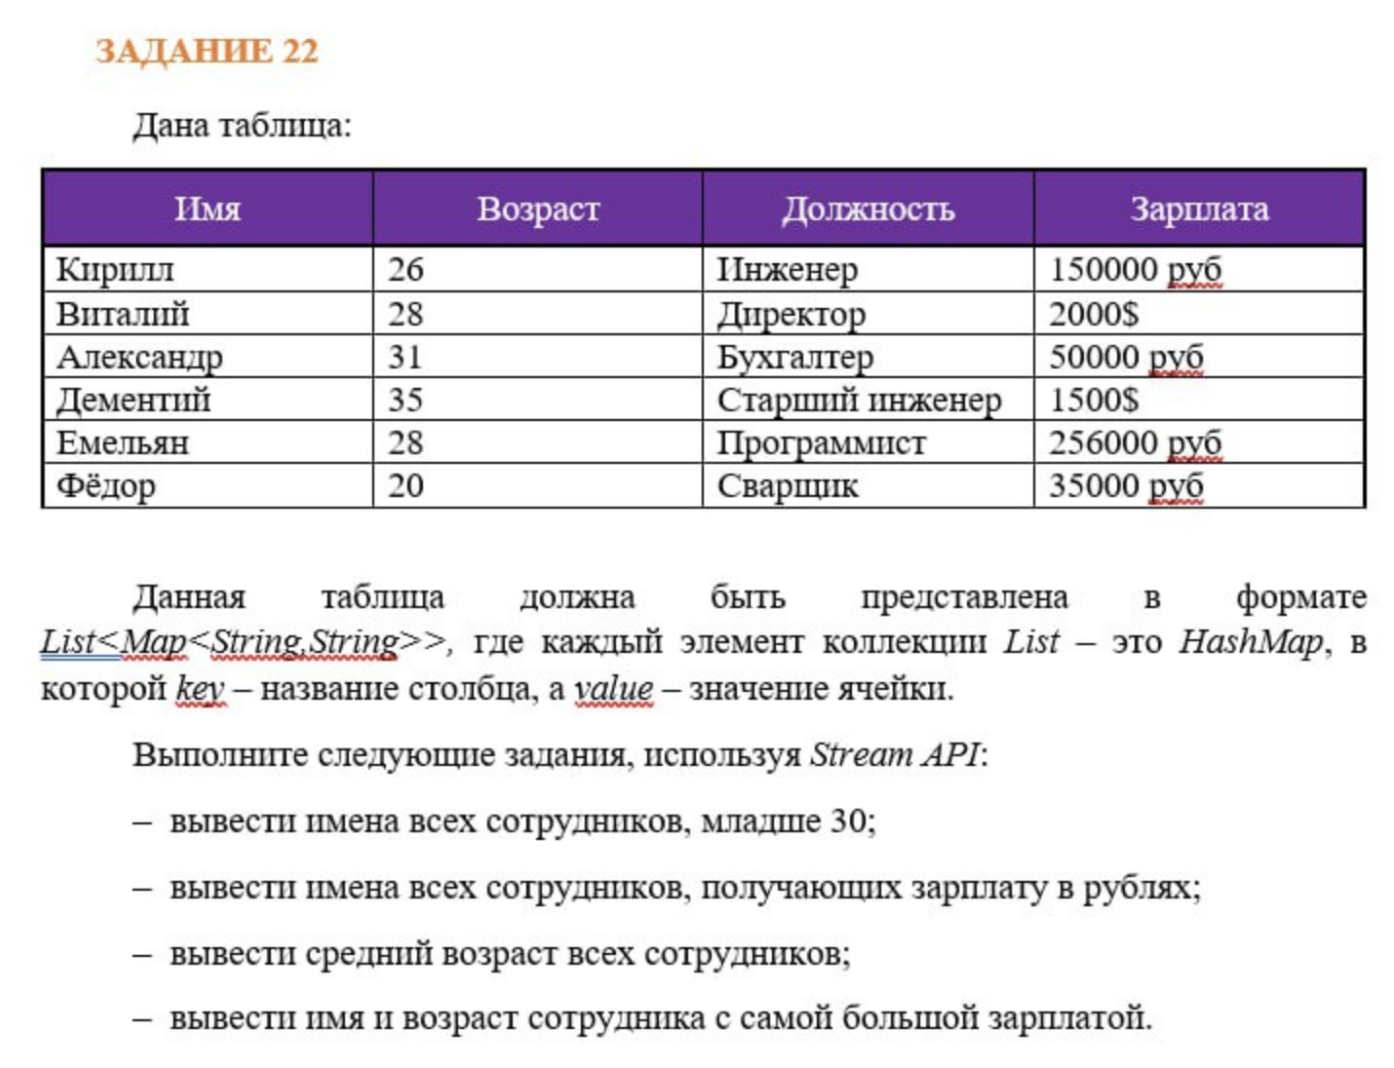 ЗАДАНИЕ 22
Дана таблица:
Имя Возраст Должность Зарплата
Кирилл 26 Инженер 150000 руб
Виталий 28 Директор 2000$
Александр 31 Бухгалтер 50000 руб
Дементий 35 Старший инженер 1500$
Емельян 28 Программист 256000 руб
Фёдор 20 Сварщик 35000 руб
Данная таблица должна быть представлена в формате
List<Map<String,String>>, где каждый элемент коллекции List – это HashMap, в
которой key – название столбца, а value – значение ячейки.
Выполните следующие задания, используя Stream API:
– вывести имена всех сотрудников, младше 30;
– вывести имена всех сотрудников, получающих зарплату в рублях;
– вывести средний возраст всех сотрудников;
– вывести имя и возраст сотрудника с самой большой зарплатой.